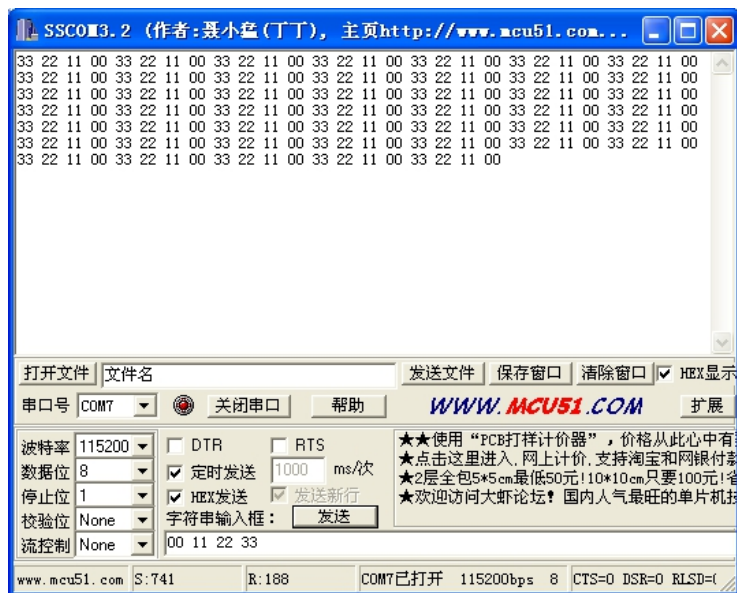 SSCOM3.2 (作者:聂小猛(丁丁), 主页http://www.mcu51.com...
33 22 11 00 33 22 11 00 33 22 11 00 33 22 11 00 33 22 11 00 33 22 11 00 33 22 11 00
33 22 11 00 33 22 11 00 33 22 11 00 33 22 11 00 33 22 11 00 33 22 11 00 33 22 11 00
33 22 11 00 33 22 11 00 33 22 11 00 33 22 11 00 33 22 11 00 33 22 11 00 33 22 11 00
33 22 11 00 33 22 11 00 33 22 11 00 33 22 11 00 33 22 11 00 33 22 11 00 33 22 11 00
33 22 11 00 33 22 11 00 33 22 11 00 33 22 11 00 33 22 11 00 33 22 11 00 33 22 11 00
33 22 11 00 33 22 11 00 33 22 11 00 33 22 11 00 33 22 11 00 33 22 11 00 33 22 11 00
33 22 11 00 33 22 11 00 33 22 11 00 33 22 11 00 33 22 11 00
打开文件 文件名 发送文件 保存窗口 清除窗口 HEX显示
串口号 COM7 关闭串口 帮助 WWW.MCU51.COM 扩展
波特率 115200 DTR RTS
数据位 8 定时发送 1000 ms/次
停止位 1 HEX发送 发送新行
校验位 None 字符串输入框: 发送
流控制 None 00 11 22 33
★★使用“PCB打样计价器”,价格从此心中有
★点击这里进入.网上计价,支持淘宝和网银付
★2层全包5*5cm最低50元!10*10cm只要100元!
★欢迎访问大虾论坛!国内人气最旺的单片机
www.mcu51.com S:741 R:188 COM7已打开 115200bps 8 CTS=0 DSR=0 RLSD=(